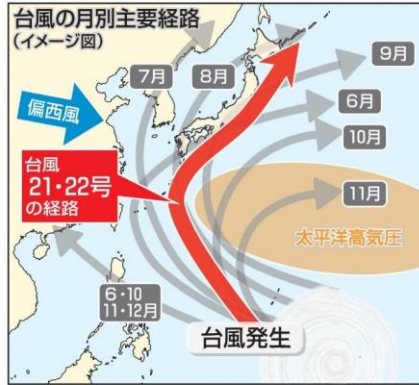 台風の月別主要経路
(イメージ図)
7月
8月
9月
偏西風
6月
10月
台風
21・22号
の経路
11月
太平洋高気圧
6・10
11・12月
台風発生